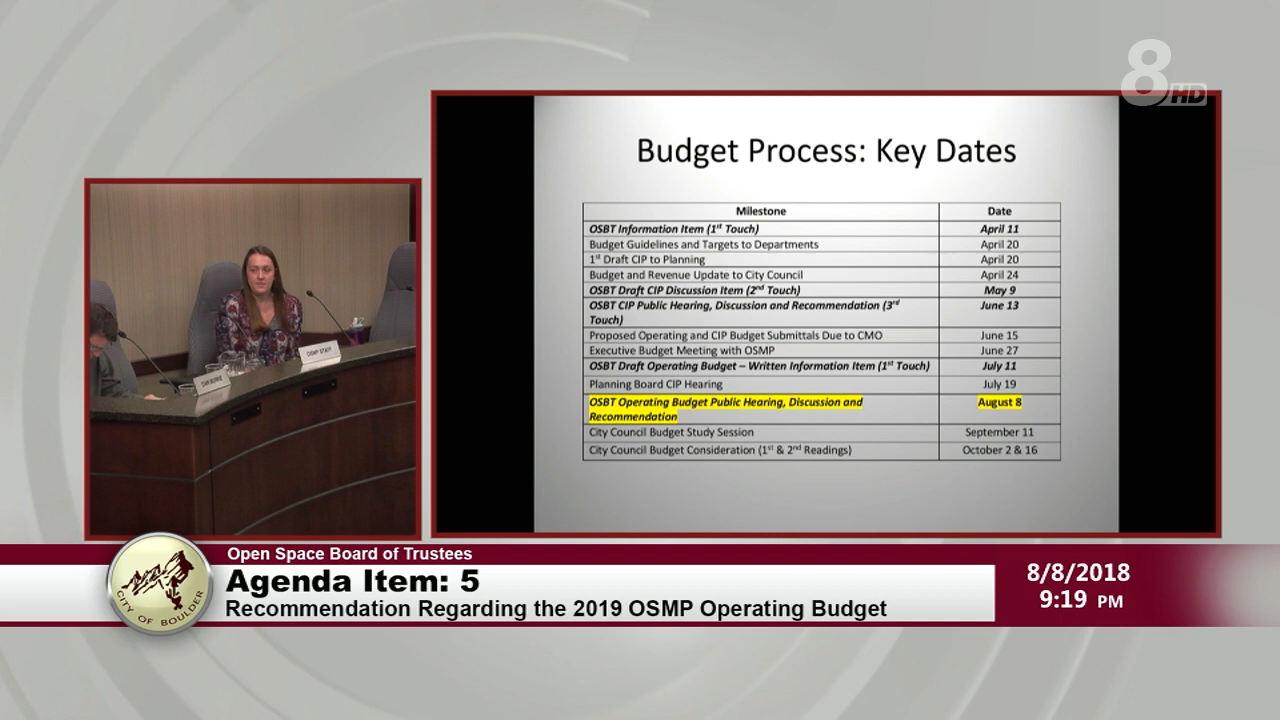 8
HD
Budget Process: Key Dates
Milestone Date
OSBT Information Item (1st Touch) April 11
Budget Guidelines and Targets to Departments April 20
1st Draft CIP to Planning April 20
Budget and Revenue Update to City Council April 24
OSBT Draft CIP Discussion Item (2nd Touch) May 9
OSBT CIP Public Hearing, Discussion and Recommendation (3rd June 13
Touch)
Proposed Operating and CIP Budget Submittals Due to CMO June 15
Executive Budget Meeting with OSMP June 27
OSBT Draft Operating Budget – Written Information Item (1st Touch) July 11
Planning Board CIP Hearing July 19
OSBT Operating Budget Public Hearing, Discussion and August 8
Recommendation
City Council Budget Study Session September 11
City Council Budget Consideration (1st & 2nd Readings) October 2 & 16
OSMP STAFF
DAN BURKE
Open Space Board of Trustees
Agenda Item: 5
Recommendation Regarding the 2019 OSMP Operating Budget
8/8/2018
9:19 PM
CITY OF BOULDER